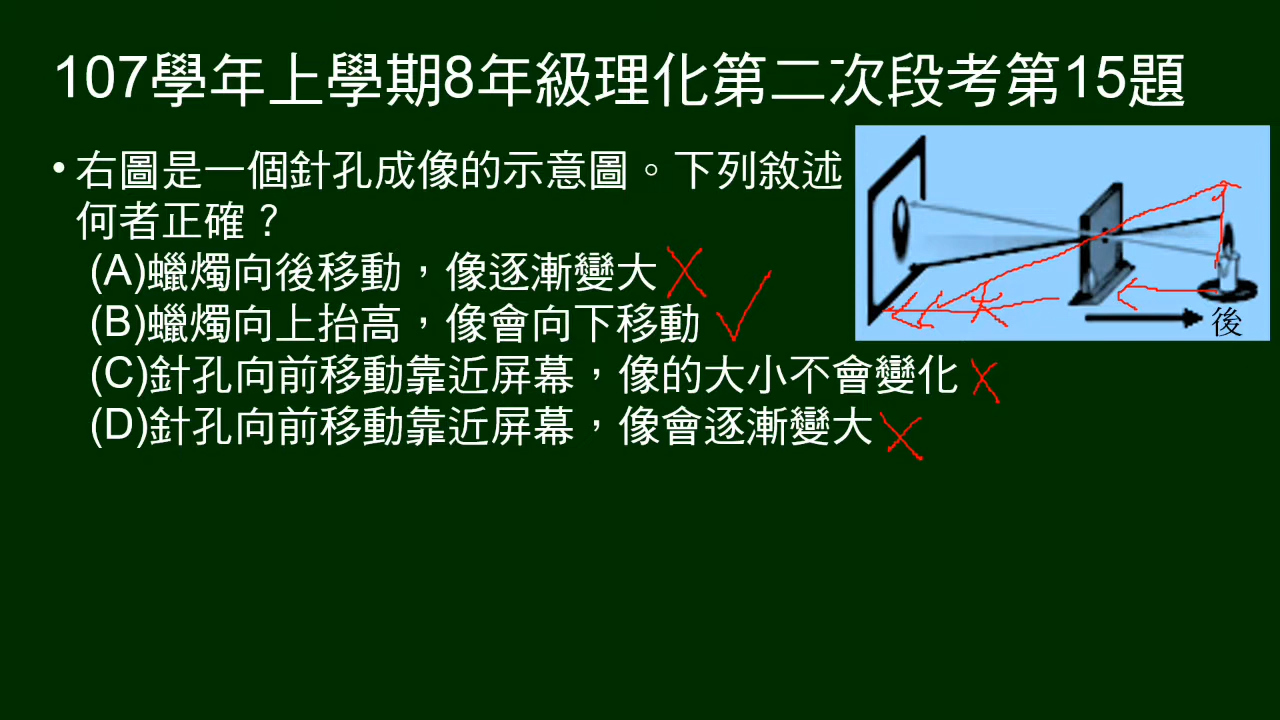 107學年上學期8年級理化第二次段考第15題
• 右圖是一個針孔成像的示意圖。下列敘述
何者正確？
(A)蠟燭向後移動，像逐漸變大
(B)蠟燭向上抬高，像會向下移動
(C)針孔向前移動靠近屏幕，像的大小不會變化
(D)針孔向前移動靠近屏幕，像會逐漸變大
後